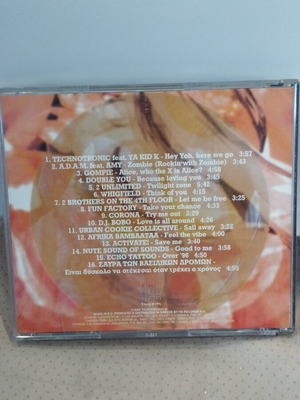 1. TECHNOTRONIC feat. YA KID K - Hey Yoh, here we go 3:57
2. A.D.A.M. feat. AMY - Zombie (Rockin with Zombie) 3:43
3. GOMPIE - Alice, who the X is Alice? 4:58
4. DOUBLE YOU - Because loving you 3:45
5. 2 UNLIMITED - Twilight zone 5:42
6. WHIGFIELD - Think of you 4:15
7. 2 BROTHERS ON THE 4TH FLOOR - Let me be free 3:25
8. FUN FACTORY - Take your chance 4:33
9. CORONA - Try me out 3:29
10. D.J. BOBO - Love is all around 4:26
11. URBAN COOKIE COLLECTIVE - Sail away 3:22
12. AFRIKA BAMBAATAA - Feel the vibe 4:03
13. ACTIVATE! - Save me 3:40
14. NUTE SOUND OF SOUNDS - Good to me 3:58
15. ECHO TATTOO - Over '96 4:50
16. ΣΑΥΡΑ ΤΩΝ ΒΑΣΙΛΙΚΩΝ ΔΡΟΜΩΝ -
Είναι δύσκολο να στέκεσαι όταν τρέχει ο χρόνος 4:55